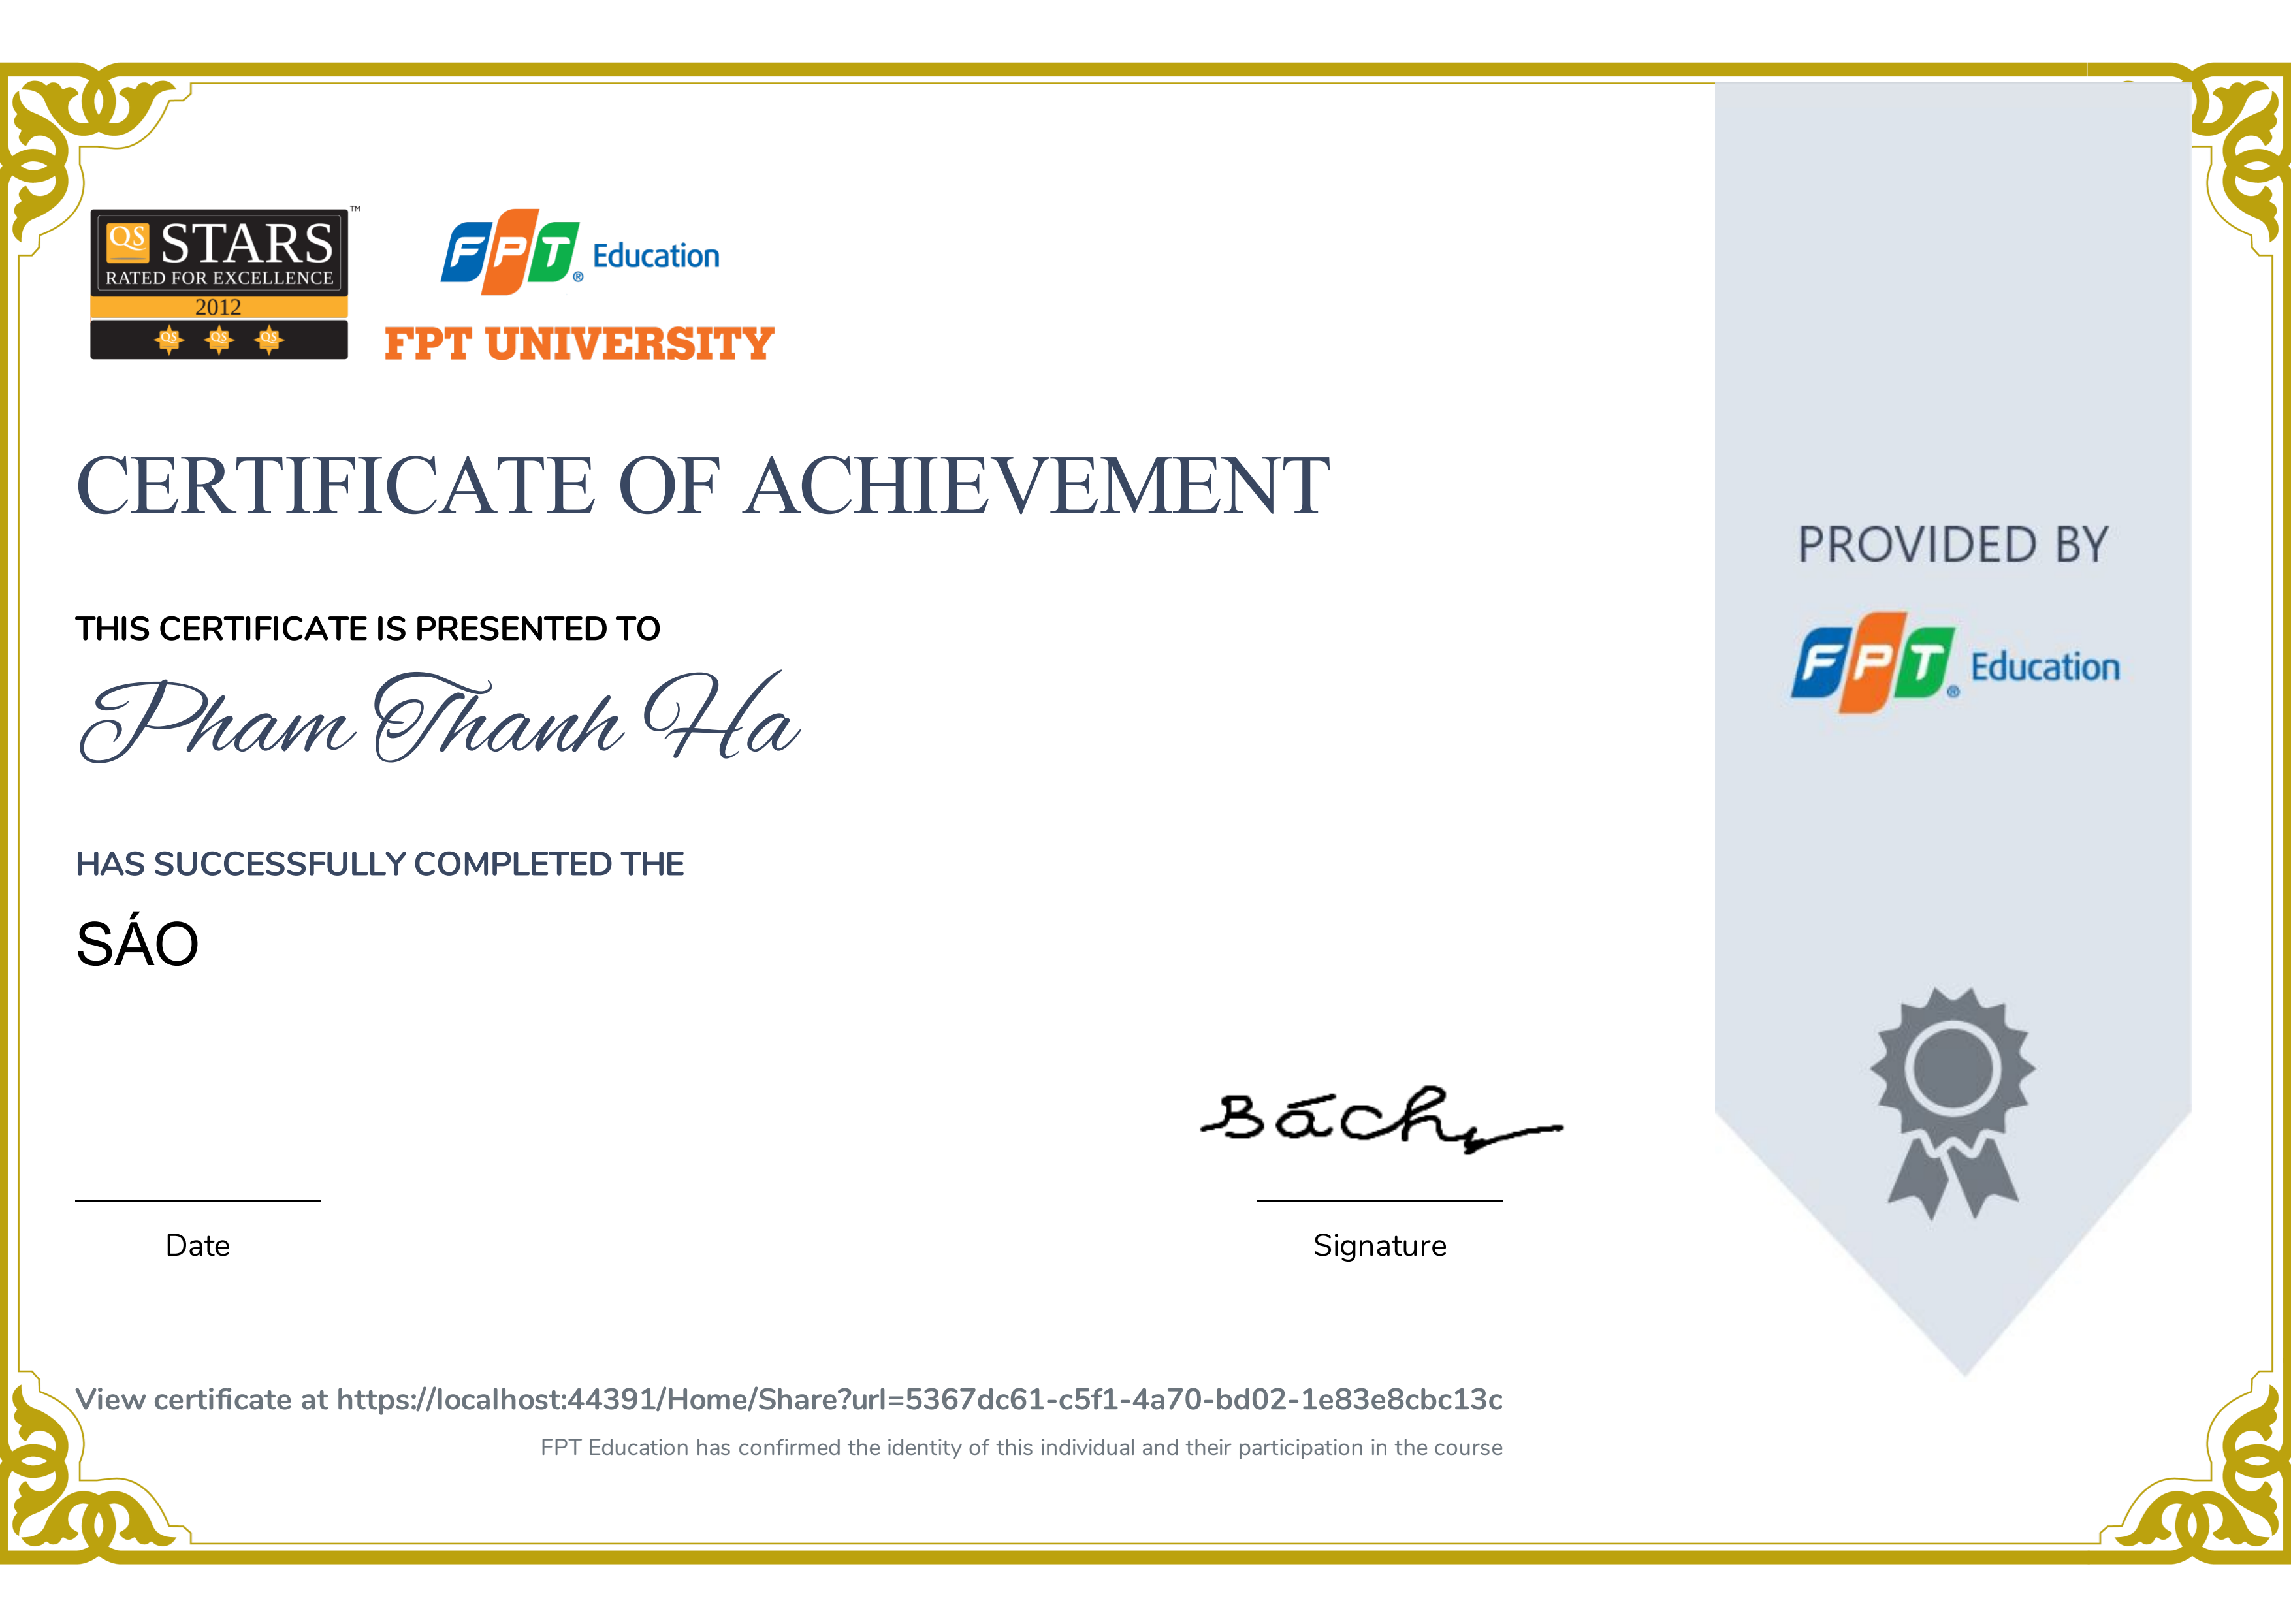 QS STARS™
RATED FOR EXCELLENCE
2012
QS QS QS
FPT® Education
FPT UNIVERSITY
CERTIFICATE OF ACHIEVEMENT
THIS CERTIFICATE IS PRESENTED TO
Pham Thanh Ha
HAS SUCCESSFULLY COMPLETED THE
SÁO
PROVIDED BY
FPT® Education
Bách
Date
Signature
View certificate at https://localhost:44391/Home/Share?url=5367dc61-c5f1-4a70-bd02-1e83e8cbc13c
FPT Education has confirmed the identity of this individual and their participation in the course